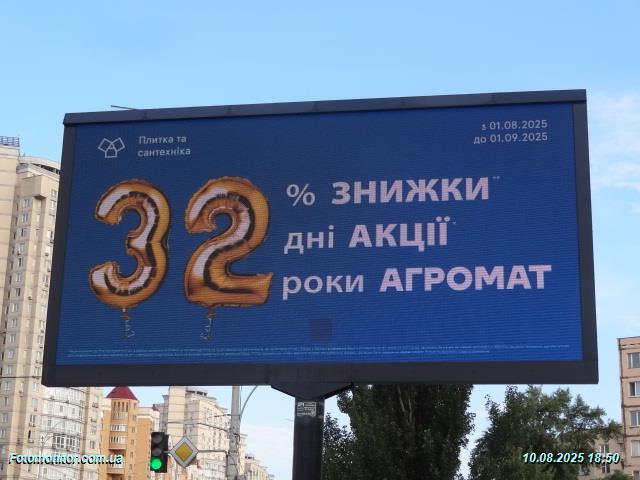 Плитка та
сантехніка
з 01.08.2025
до 01.09.2025
32
% ЗНИЖКИ**
дні АКЦІЇ*
роки АГРОМАТ
Fotomonitor.com.ua
10.08.2025 18:50